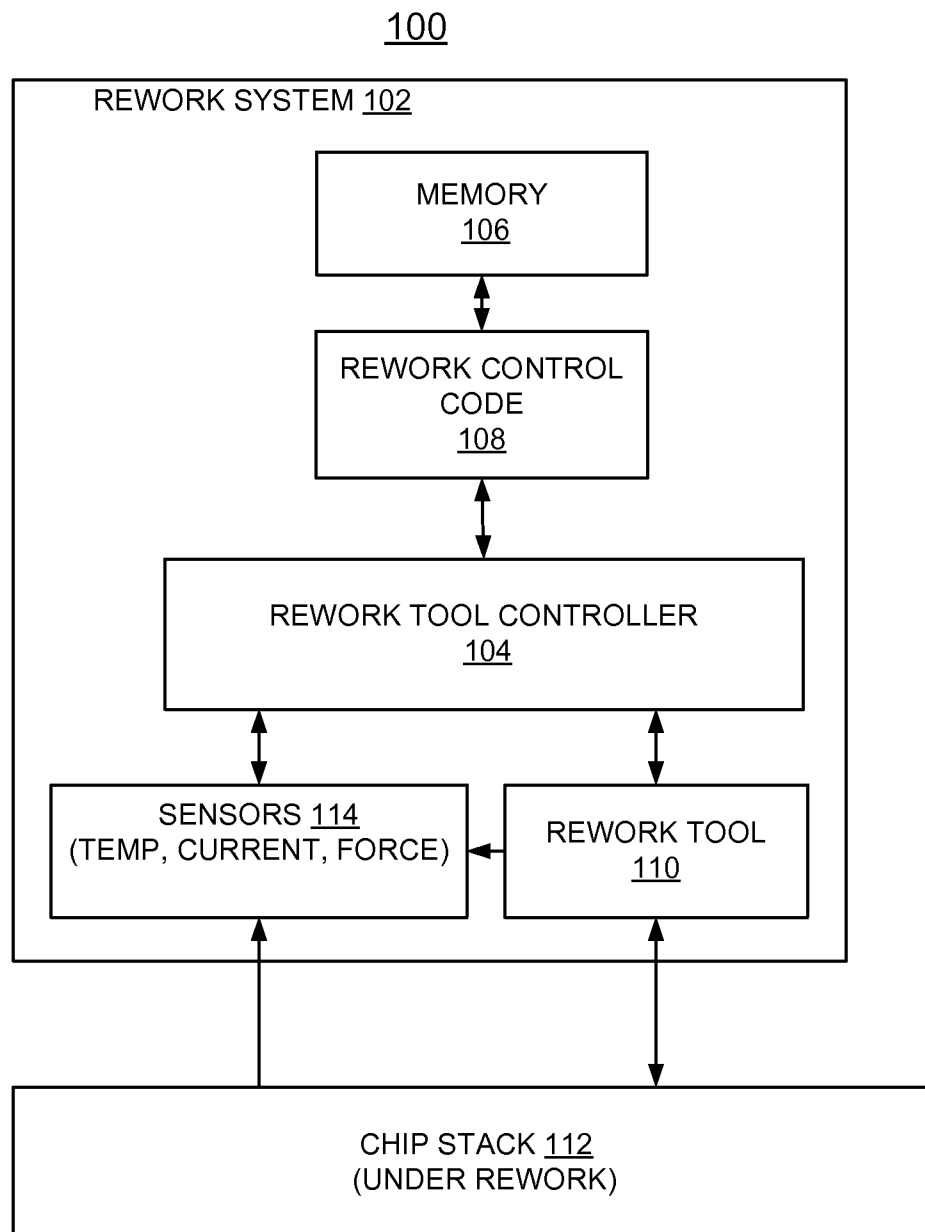 100
REWORK SYSTEM 102
MEMORY
106
REWORK CONTROL
CODE
108
REWORK TOOL CONTROLLER
104
SENSORS 114
(TEMP, CURRENT, FORCE)
REWORK TOOL
110
CHIP STACK 112
(UNDER REWORK)